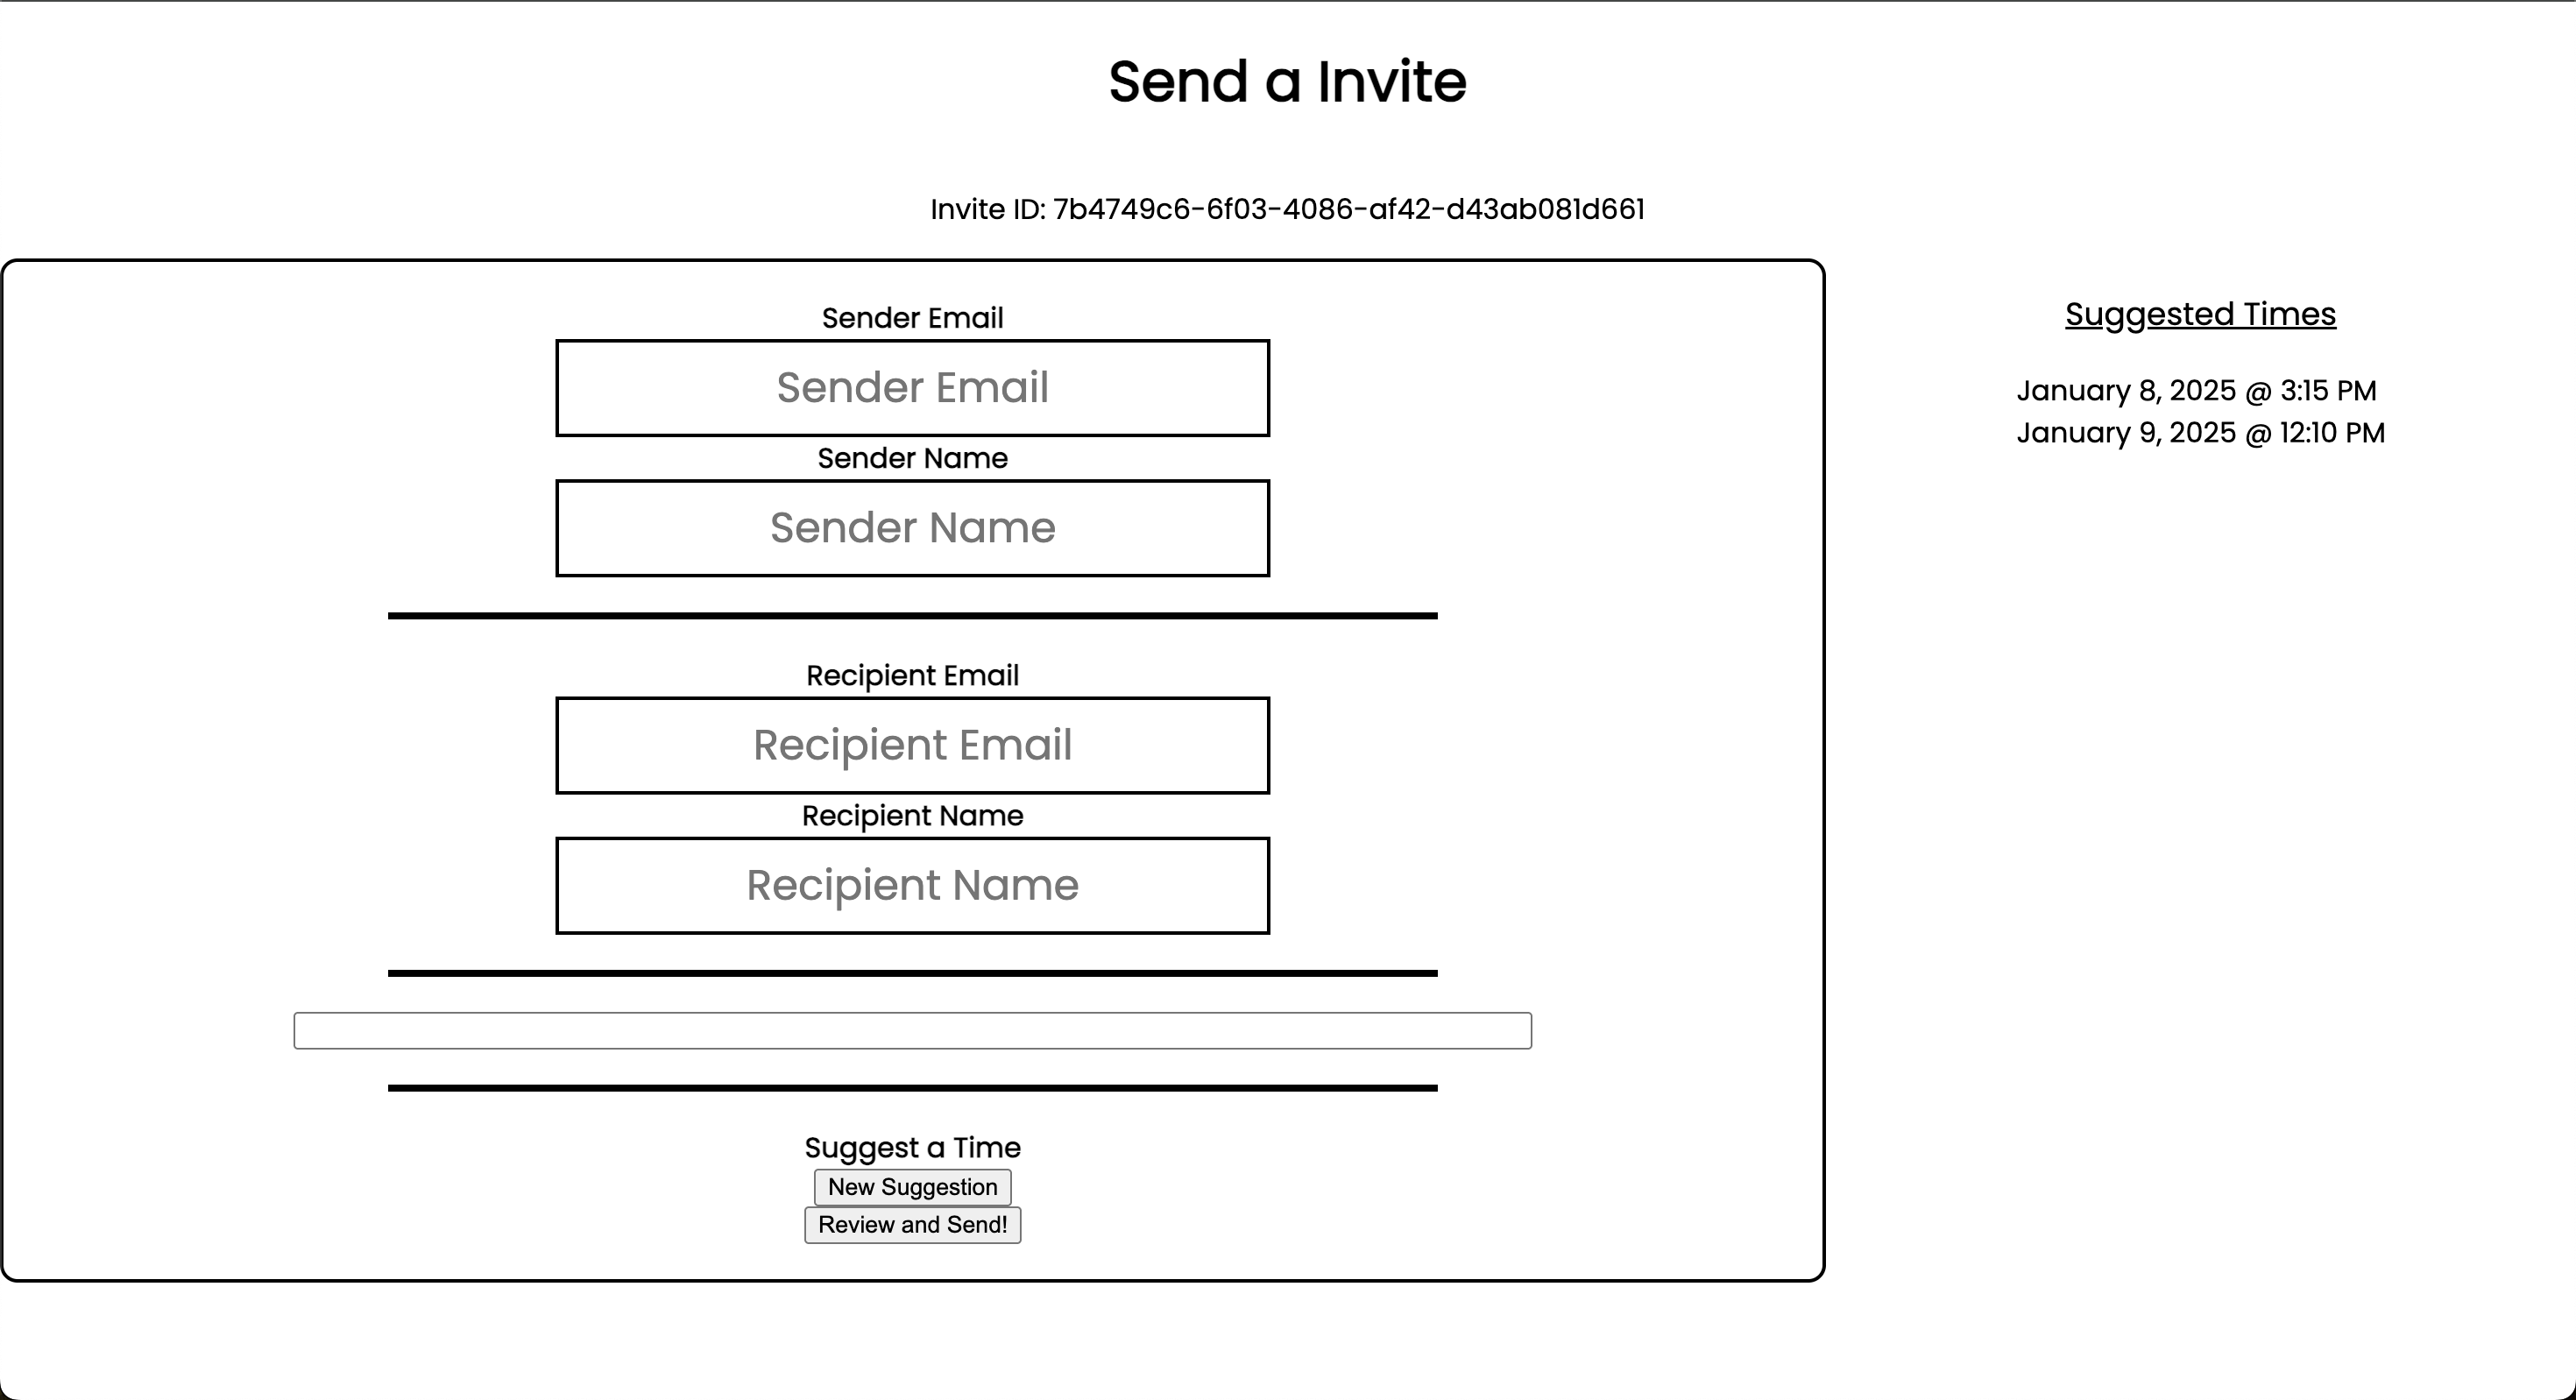 Send a Invite
Invite ID: 7b4749c6-6f03-4086-af42-d43ab081d661
Sender Email
Sender Email
Sender Name
Sender Name
Recipient Email
Recipient Email
Recipient Name
Recipient Name
Suggest a Time
New Suggestion
Review and Send!
Suggested Times
January 8, 2025 @ 3:15 PM
January 9, 2025 @ 12:10 PM